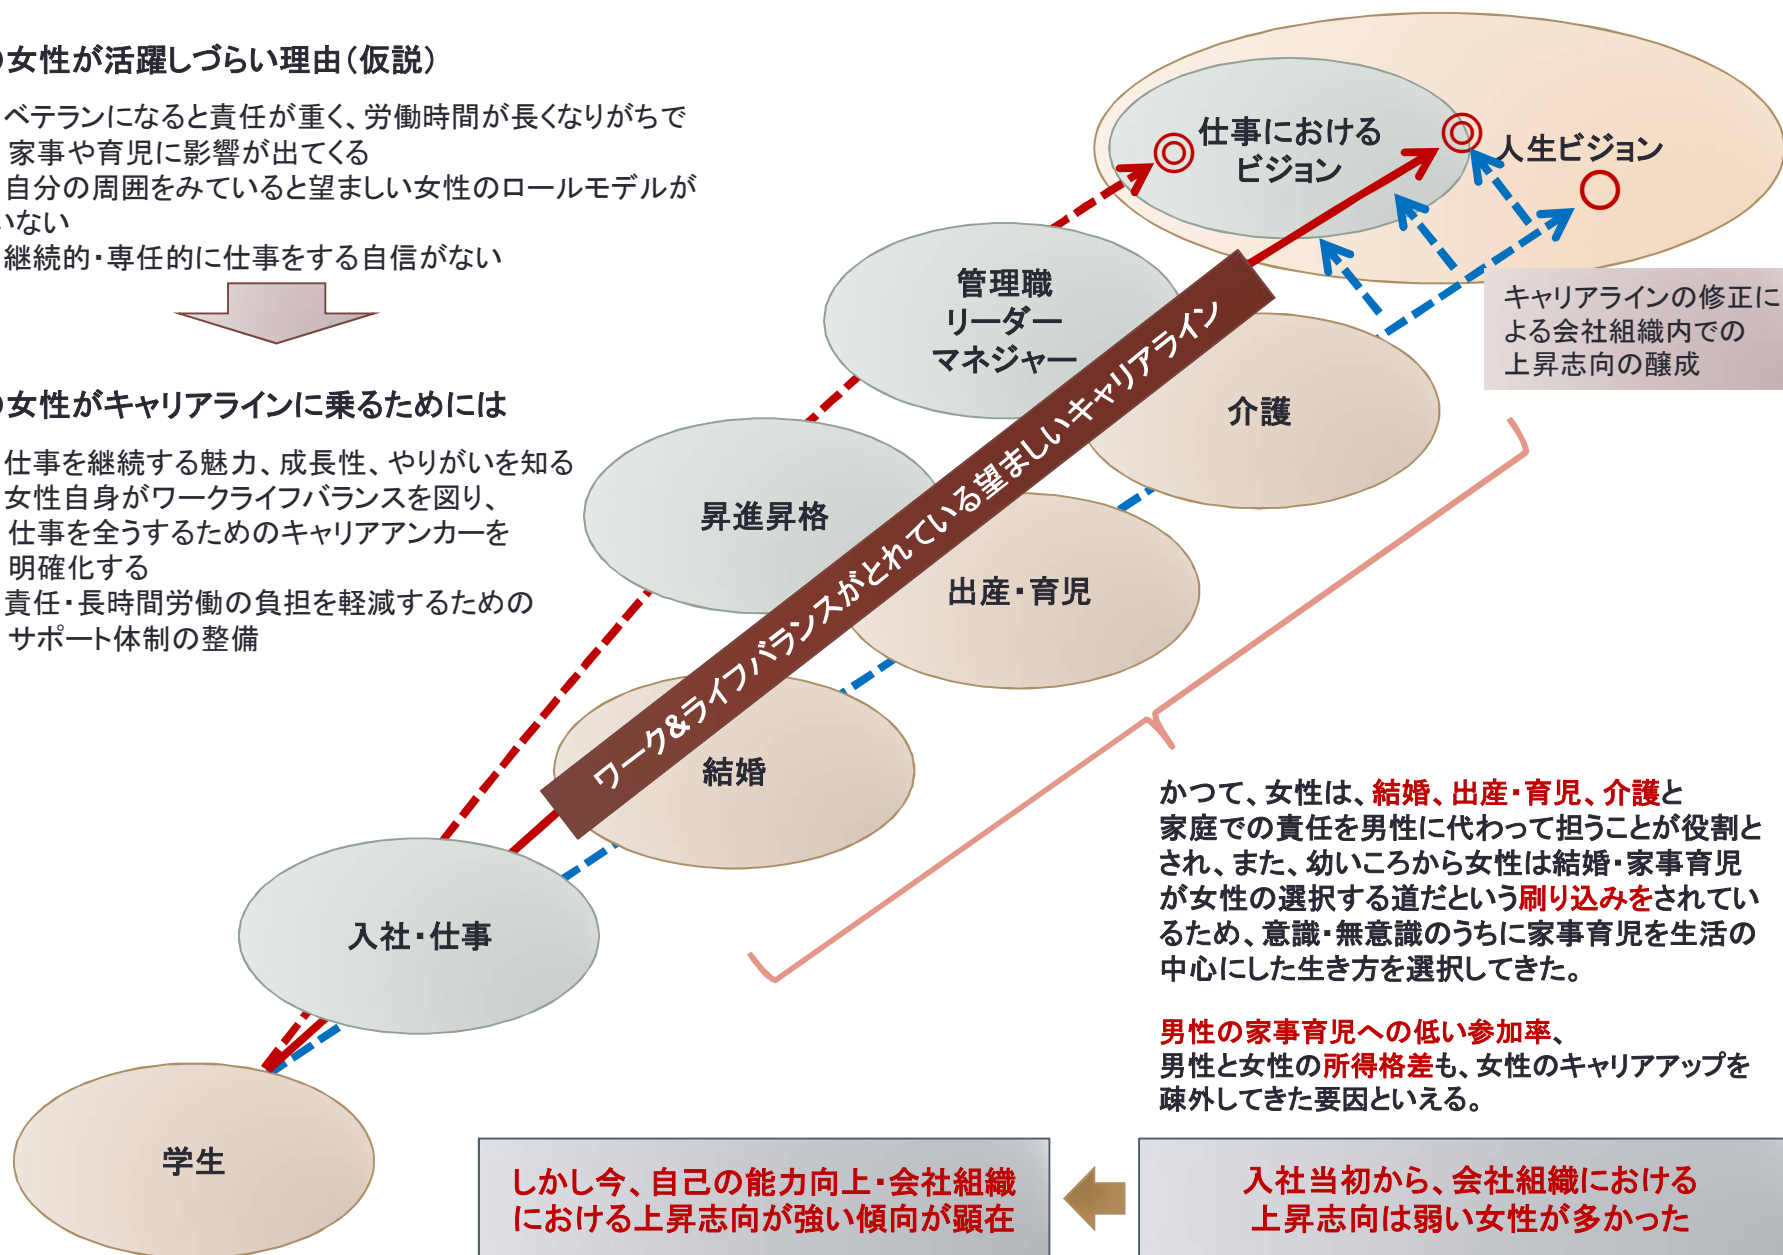 の女性が活躍しづらい理由(仮説)
ベテランになると責任が重く、労働時間が長くなりがちで
家事や育児に影響が出てくる
自分の周囲をみていると望ましい女性のロールモデルが
いない
継続的・専任的に仕事をする自信がない
の女性がキャリアラインに乗るためには
仕事を継続する魅力、成長性、やりがいを知る
女性自身がワークライフバランスを図り、
仕事を全うするためのキャリアアンカーを
明確化する
責任・長時間労働の負担を軽減するための
サポート体制の整備
仕事における
ビジョン
人生ビジョン
キャリアラインの修正に
よる会社組織内での
上昇志向の醸成
管理職
リーダー
マネジャー
介護
昇進昇格
出産・育児
ワーク&ライフバランスがとれている望ましいキャリアライン
結婚
入社・仕事
学生
かつて、女性は、結婚、出産・育児、介護と
家庭での責任を男性に代わって担うことが役割と
され、また、幼いころから女性は結婚・家事育児
が女性の選択する道だという刷り込みをされてい
るため、意識・無意識のうちに家事育児を生活の
中心にした生き方を選択してきた。
男性の家事育児への低い参加率、
男性と女性の所得格差も、女性のキャリアアップを
疎外してきた要因といえる。
しかし今、自己の能力向上・会社組織
における上昇志向が強い傾向が顕在
入社当初から、会社組織における
上昇志向は弱い女性が多かった